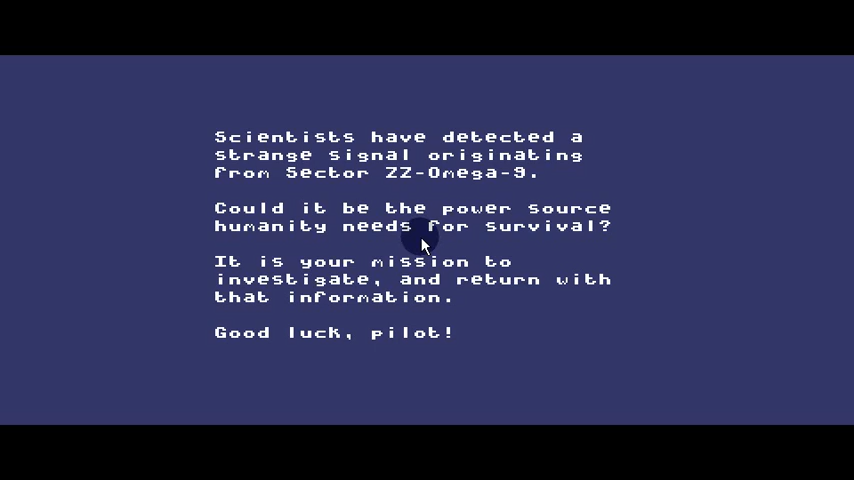 Scientists have detected a
strange signal originating
from Sector ZZ-Omega-9.
Could it be the power source
humanity needs for survival?
It is your mission to
investigate, and return with
that information.
Good luck, pilot!